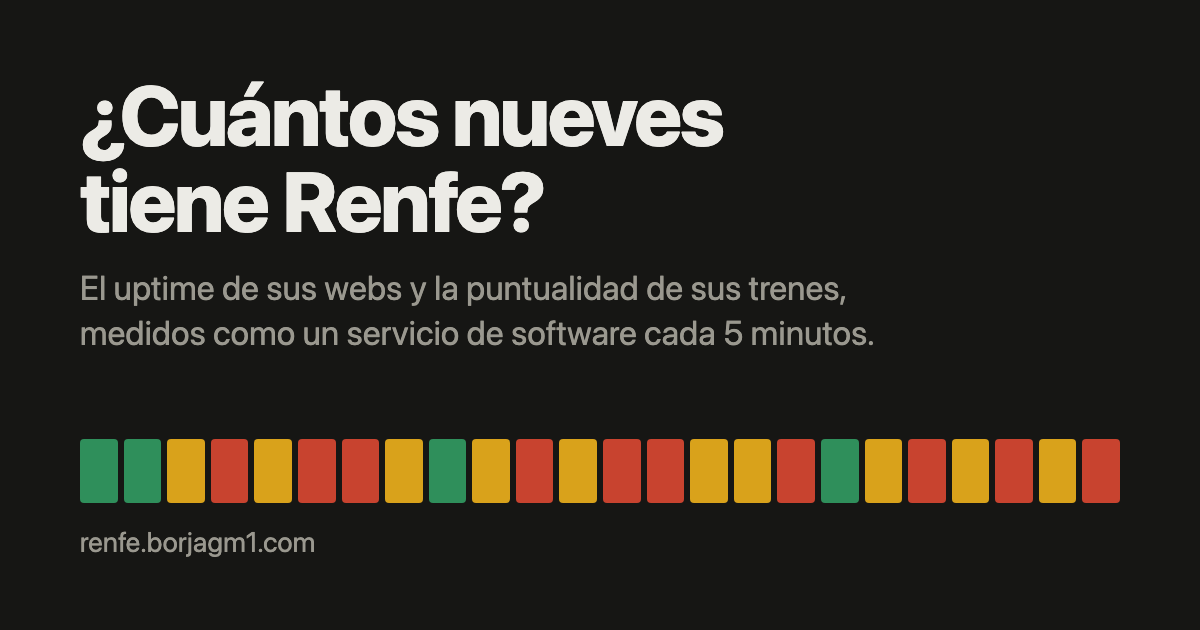 ¿Cuántos nueves
tiene Renfe?
El uptime de sus webs y la puntualidad de sus trenes,
medidos como un servicio de software cada 5 minutos.
renfe.borjagm1.com